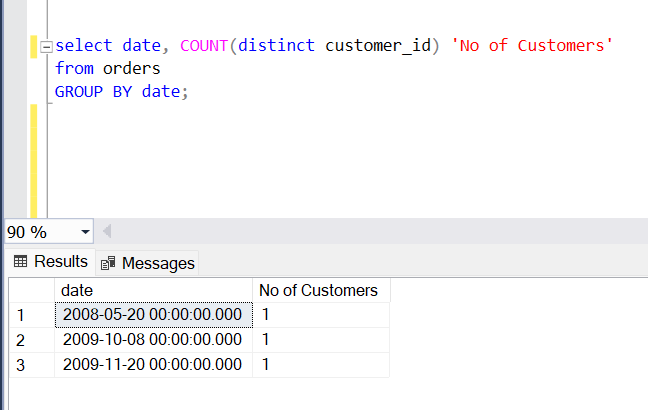 select date, COUNT(distinct customer_id) 'No of Customers'
from orders
GROUP BY date;
90 %
Results Messages
date No of Customers
1 2008-05-20 00:00:00.000 1
2 2009-10-08 00:00:00.000 1
3 2009-11-20 00:00:00.000 1